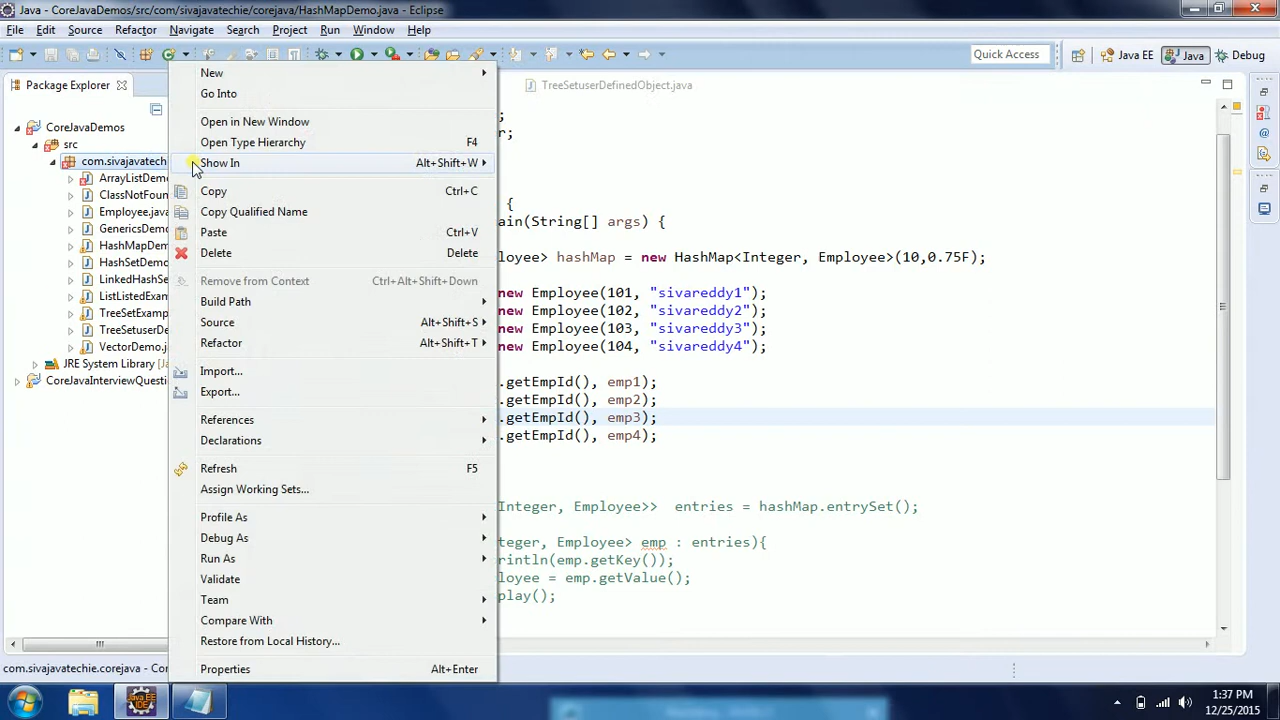 Java - CoreJavaDemos/src/com/sivajavatechie/corejava/HashMapDemo.java - Eclipse
File Edit Source Refactor Navigate Search Project Run Window Help
Quick Access Java EE Java Debug
Package Explorer
TreeSetuserDefinedObject.java
CoreJavaDemos
src
com.sivajavatech
ArrayListDemo
ClassNotFoun
Employee.java
GenericsDemo
HashMapDem
HashSetDemo
LinkedHashSe
ListListedExam
TreeSetExamp
TreeSetuserDe
VectorDemo.j
JRE System Library [Ja
CoreJavaInterviewQuesti
New
Go Into
Open in New Window
Open Type Hierarchy F4
Show In Alt+Shift+W
Copy Ctrl+C
Copy Qualified Name
Paste Ctrl+V
Delete Delete
Remove from Context Ctrl+Alt+Shift+Down
Build Path
Source Alt+Shift+S
Refactor Alt+Shift+T
Import...
Export...
References
Declarations
Refresh F5
Assign Working Sets...
Profile As
Debug As
Run As
Validate
Team
Compare With
Restore from Local History...
Properties Alt+Enter
r;
{
ain(String[] args) {
loyee> hashMap = new HashMap<Integer, Employee>(10,0.75F);
new Employee(101, "sivareddy1");
new Employee(102, "sivareddy2");
new Employee(103, "sivareddy3");
new Employee(104, "sivareddy4");
.getEmpId(), emp1);
.getEmpId(), emp2);
.getEmpId(), emp3);
.getEmpId(), emp4);
Integer, Employee>> entries = hashMap.entrySet();
teger, Employee> emp : entries){
rintln(emp.getKey());
loyee = emp.getValue();
play();
com.sivajavatechie.corejava - Co
Java EE IDE
1:37 PM
12/25/2015